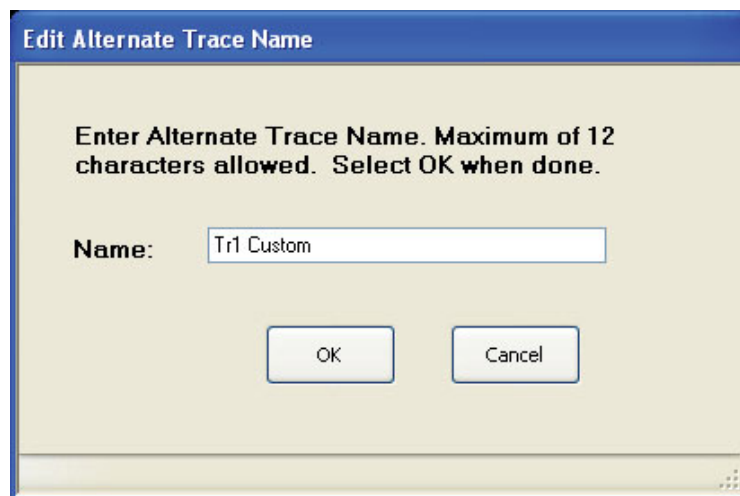 Edit Alternate Trace Name
Enter Alternate Trace Name. Maximum of 12
characters allowed.  Select OK when done.
Name: Tr1 Custom
OK Cancel